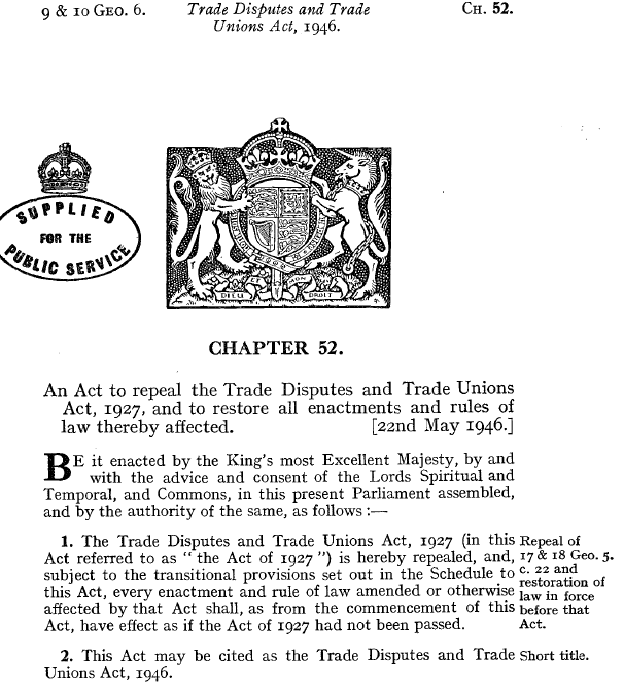 9 & 10 GEO. 6.
Trade Disputes and Trade
Unions Act, 1946.
CH. 52.
SUPPLIED
FOR THE
PUBLIC SERVICE
DIEU
DROIT
CHAPTER 52.
An Act to repeal the Trade Disputes and Trade Unions
Act, 1927, and to restore all enactments and rules of
law thereby affected. [22nd May 1946.]
BE it enacted by the King's most Excellent Majesty, by and
with the advice and consent of the Lords Spiritual and
Temporal, and Commons, in this present Parliament assembled,
and by the authority of the same, as follows :—
1. The Trade Disputes and Trade Unions Act, 1927 (in this
Act referred to as “ the Act of 1927 ”) is hereby repealed, and,
subject to the transitional provisions set out in the Schedule to
this Act, every enactment and rule of law amended or otherwise
affected by that Act shall, as from the commencement of this
Act, have effect as if the Act of 1927 had not been passed.
Repeal of
17 & 18 Geo. 5.
c. 22 and
restoration of
law in force
before that
Act.
2. This Act may be cited as the Trade Disputes and Trade
Unions Act, 1946.
Short title.